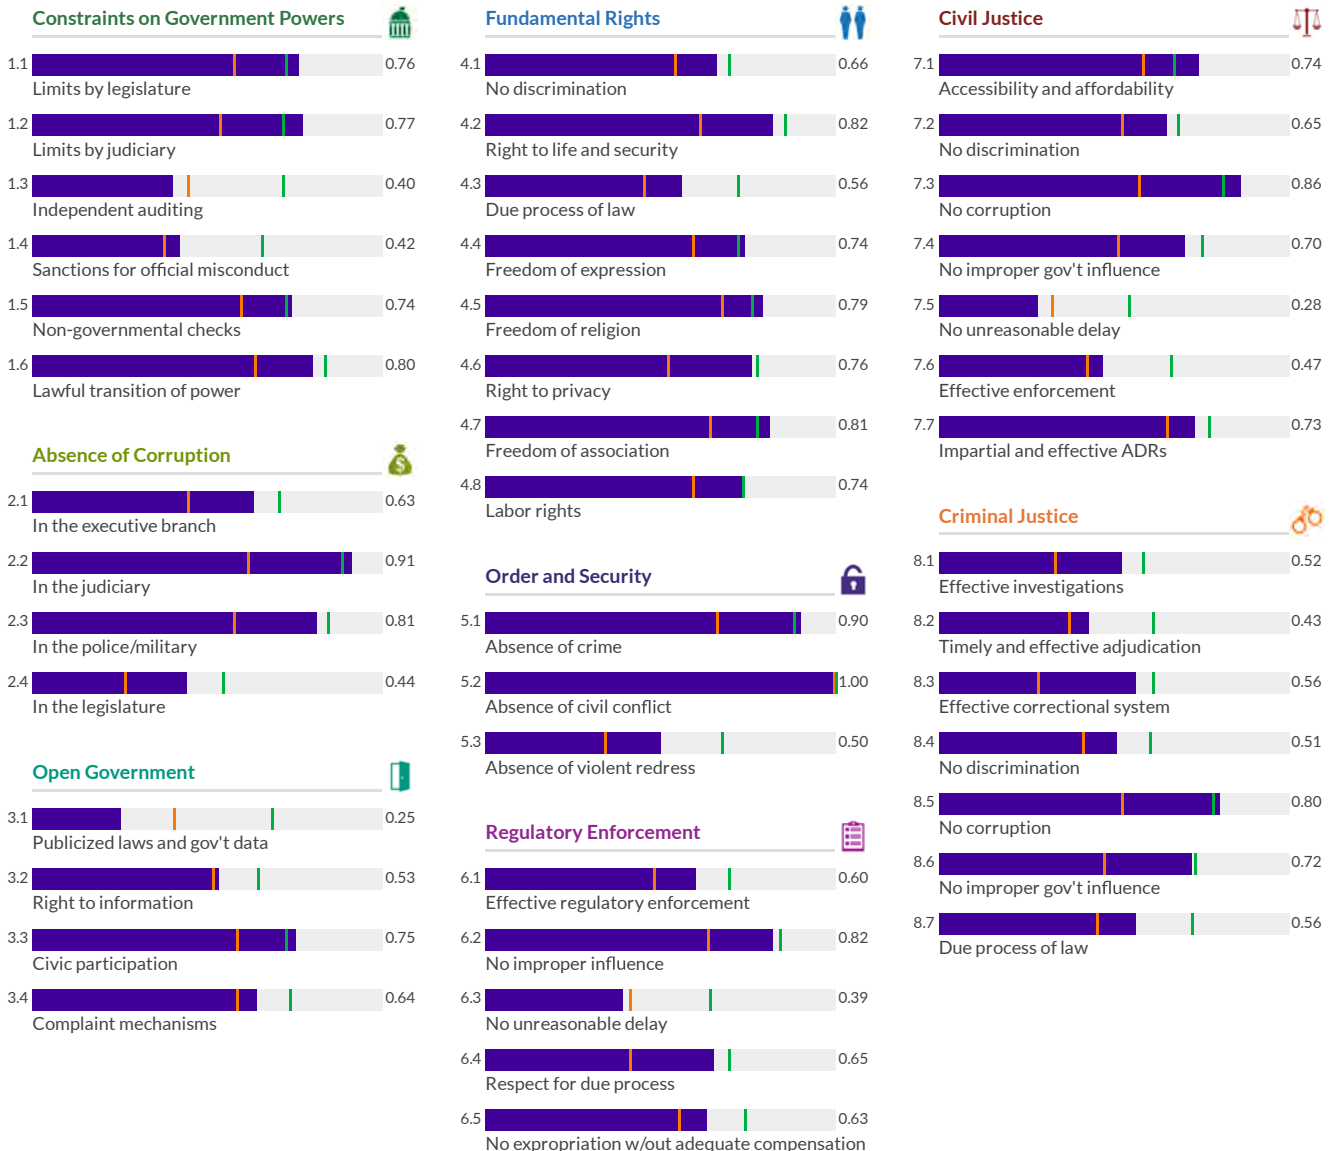 Constraints on Government Powers
1.1 0.76
Limits by legislature
1.2 0.77
Limits by judiciary
1.3 0.40
Independent auditing
1.4 0.42
Sanctions for official misconduct
1.5 0.74
Non-governmental checks
1.6 0.80
Lawful transition of power
Absence of Corruption
2.1 0.63
In the executive branch
2.2 0.91
In the judiciary
2.3 0.81
In the police/military
2.4 0.44
In the legislature
Open Government
3.1 0.25
Publicized laws and gov't data
3.2 0.53
Right to information
3.3 0.75
Civic participation
3.4 0.64
Complaint mechanisms
Fundamental Rights
4.1 0.66
No discrimination
4.2 0.82
Right to life and security
4.3 0.56
Due process of law
4.4 0.74
Freedom of expression
4.5 0.79
Freedom of religion
4.6 0.76
Right to privacy
4.7 0.81
Freedom of association
4.8 0.74
Labor rights
Order and Security
5.1 0.90
Absence of crime
5.2 1.00
Absence of civil conflict
5.3 0.50
Absence of violent redress
Regulatory Enforcement
6.1 0.60
Effective regulatory enforcement
6.2 0.82
No improper influence
6.3 0.39
No unreasonable delay
6.4 0.65
Respect for due process
6.5 0.63
No expropriation w/out adequate compensation
Civil Justice
7.1 0.74
Accessibility and affordability
7.2 0.65
No discrimination
7.3 0.86
No corruption
7.4 0.70
No improper gov't influence
7.5 0.28
No unreasonable delay
7.6 0.47
Effective enforcement
7.7 0.73
Impartial and effective ADRs
Criminal Justice
8.1 0.52
Effective investigations
8.2 0.43
Timely and effective adjudication
8.3 0.56
Effective correctional system
8.4 0.51
No discrimination
8.5 0.80
No corruption
8.6 0.72
No improper gov't influence
8.7 0.56
Due process of law